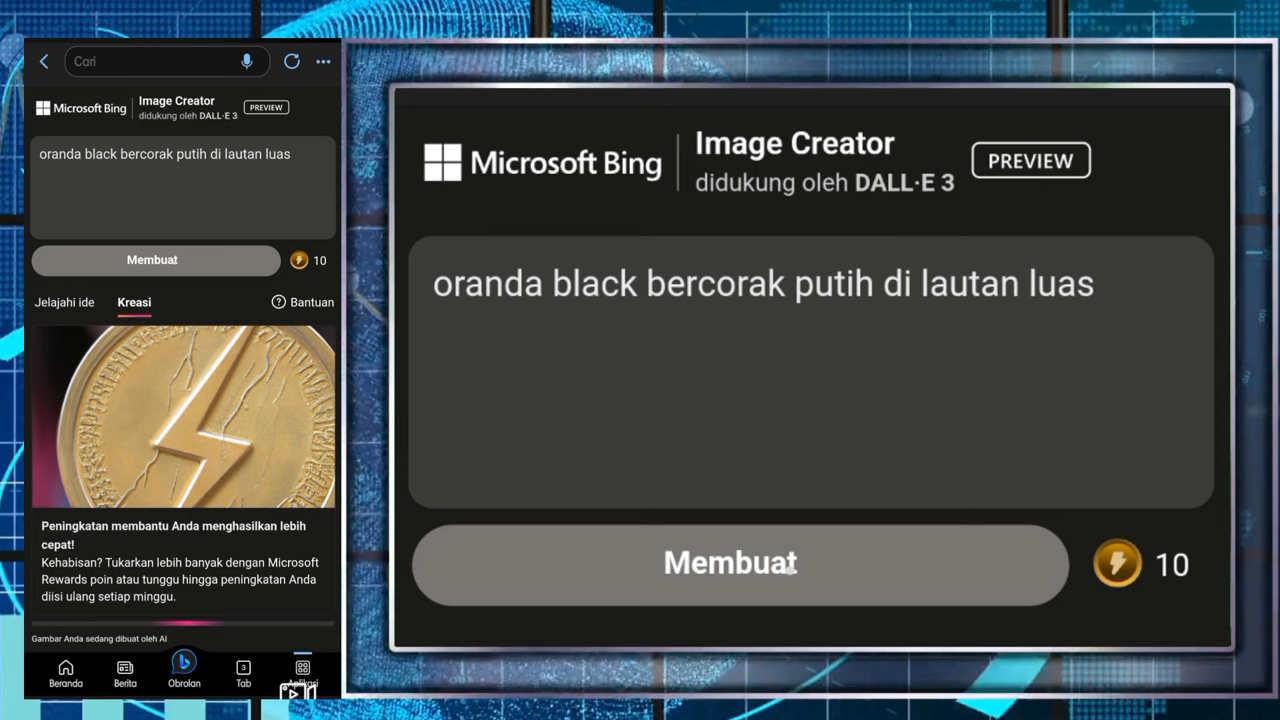 Cari
Microsoft Bing
Image Creator
didukung oleh DALL·E 3
PREVIEW
oranda black bercorak putih di lautan luas
Membuat
10
Jelajahi ide
Kreasi
Bantuan
Peningkatan membantu Anda menghasilkan lebih
cepat!
Kehabisan? Tukarkan lebih banyak dengan Microsoft
Rewards poin atau tunggu hingga peningkatan Anda
diisi ulang setiap minggu.
Gambar Anda sedang dibuat oleh AI
Beranda
Berita
Obrolan
3
Tab
Aplikasi
Microsoft Bing
Image Creator
didukung oleh DALL·E 3
PREVIEW
oranda black bercorak putih di lautan luas
Membuat
10